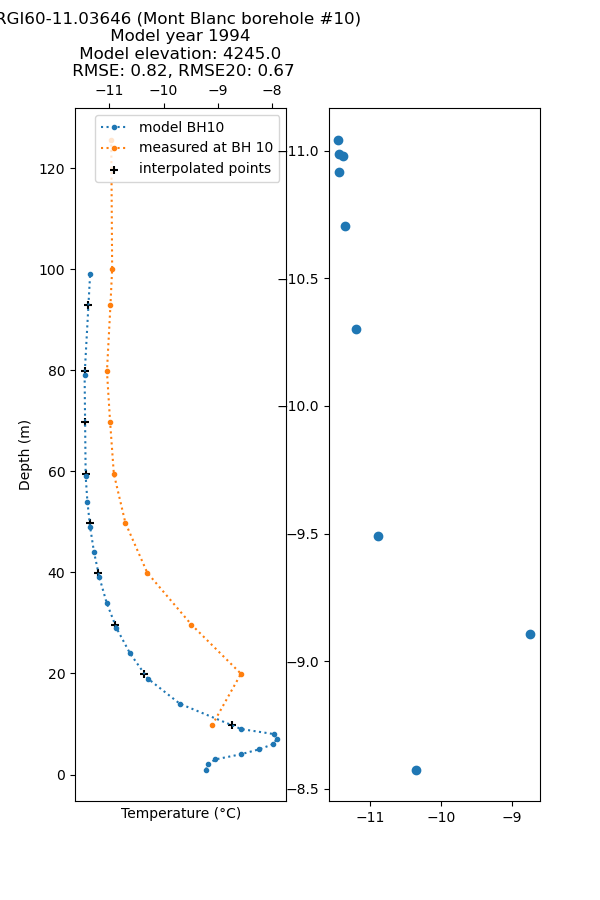 RGI60-11.03646 (Mont Blanc borehole #10)
Model year 1994
Model elevation: 4245.0
RMSE: 0.82, RMSE20: 0.67
−11 −10 −9 −8
model BH10
measured at BH 10
interpolated points
120
100
80
60
40
20
0
Depth (m)
Temperature (°C)
−11.0
−10.5
−10.0
−9.5
−9.0
−8.5
−11 −10 −9